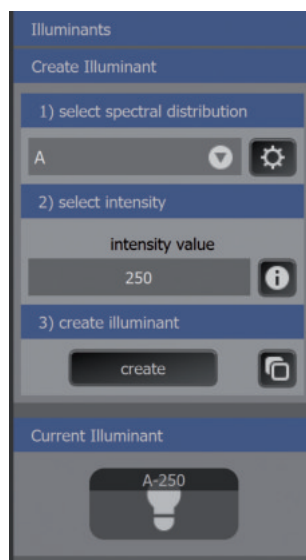 Illuminants
Create Illuminant
1) select spectral distribution
A
2) select intensity
intensity value
250
3) create illuminant
create
Current Illuminant
A-250